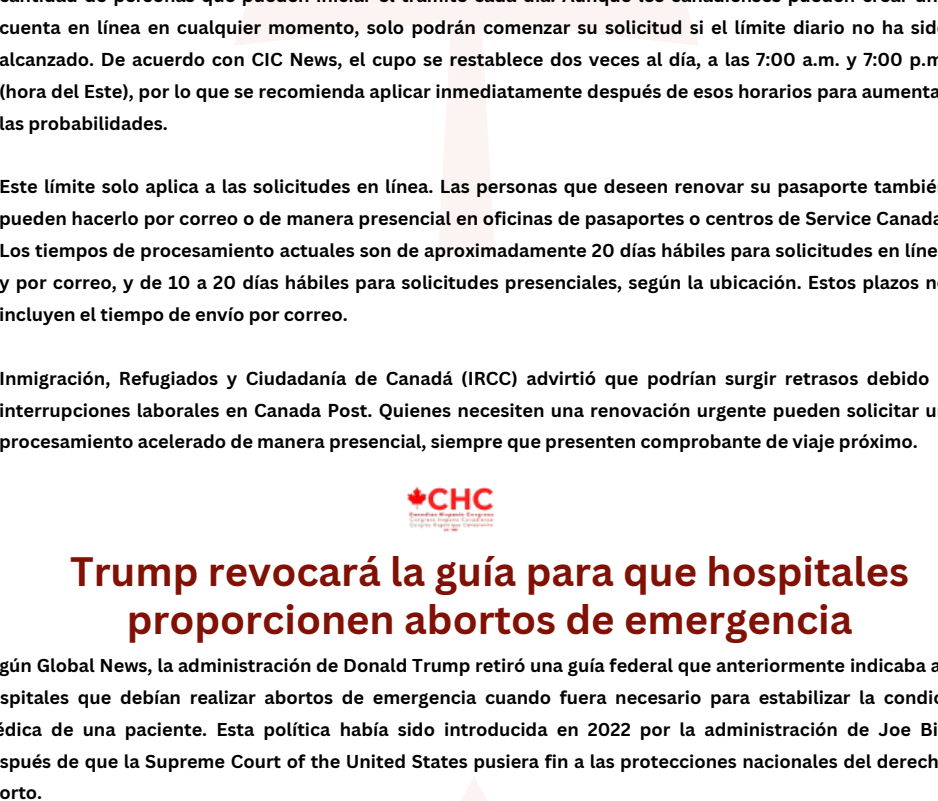 cantidad de personas que pueden iniciar el trámite cada día. Aunque los canadienses pueden crear
cuenta en línea en cualquier momento, solo podrán comenzar su solicitud si el límite diario no ha sid
alcanzado. De acuerdo con CIC News, el cupo se restablece dos veces al día, a las 7:00 a.m. y 7:00 p.m
(hora del Este), por lo que se recomienda aplicar inmediatamente después de esos horarios para aumenta
las probabilidades.
Este límite solo aplica a las solicitudes en línea. Las personas que deseen renovar su pasaporte tambié
pueden hacerlo por correo o de manera presencial en oficinas de pasaportes o centros de Service Canada
Los tiempos de procesamiento actuales son de aproximadamente 20 días hábiles para solicitudes en líne
y por correo, y de 10 a 20 días hábiles para solicitudes presenciales, según la ubicación. Estos plazos n
incluyen el tiempo de envío por correo.
Inmigración, Refugiados y Ciudadanía de Canadá (IRCC) advirtió que podrían surgir retrasos debido
interrupciones laborales en Canada Post. Quienes necesiten una renovación urgente pueden solicitar u
procesamiento acelerado de manera presencial, siempre que presenten comprobante de viaje próximo.
CHC
Canadian Hispanic Congress
Congreso Hispano Canadiense
Trump revocará la guía para que hospitales
proporcionen abortos de emergencia
gún Global News, la administración de Donald Trump retiró una guía federal que anteriormente indicaba a
spitales que debían realizar abortos de emergencia cuando fuera necesario para estabilizar la condic
édica de una paciente. Esta política había sido introducida en 2022 por la administración de Joe Bi
spués de que la Supreme Court of the United States pusiera fin a las protecciones nacionales del derech
orto.